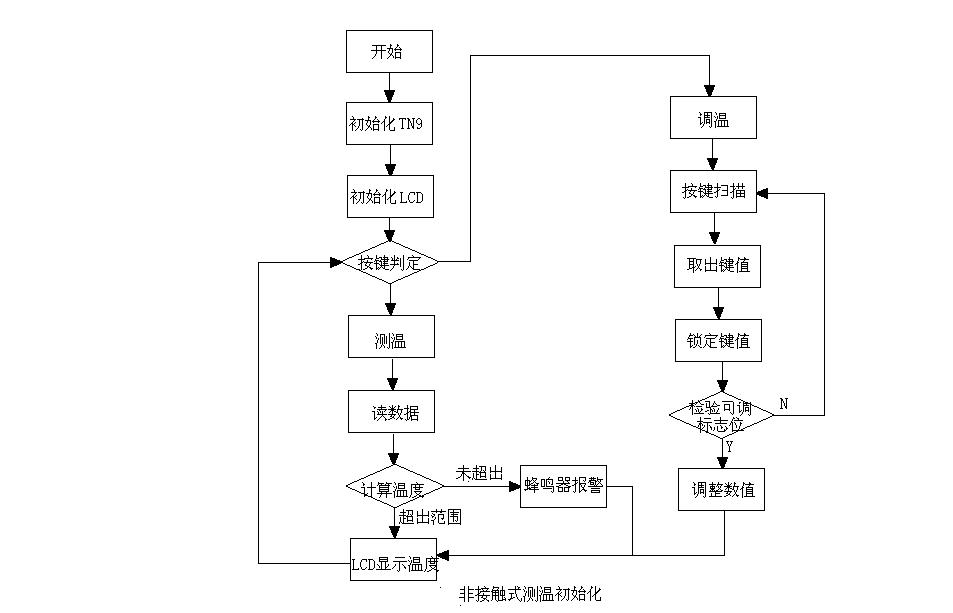 开始
初始化TN9
初始化LCD
按键判定
测温
读数据
计算温度
未超出
蜂鸣器报警
超出范围
LCD显示温度
调温
按键扫描
取出键值
锁定键值
检验可调
标志位
N
Y
调整数值
非接触式测温初始化